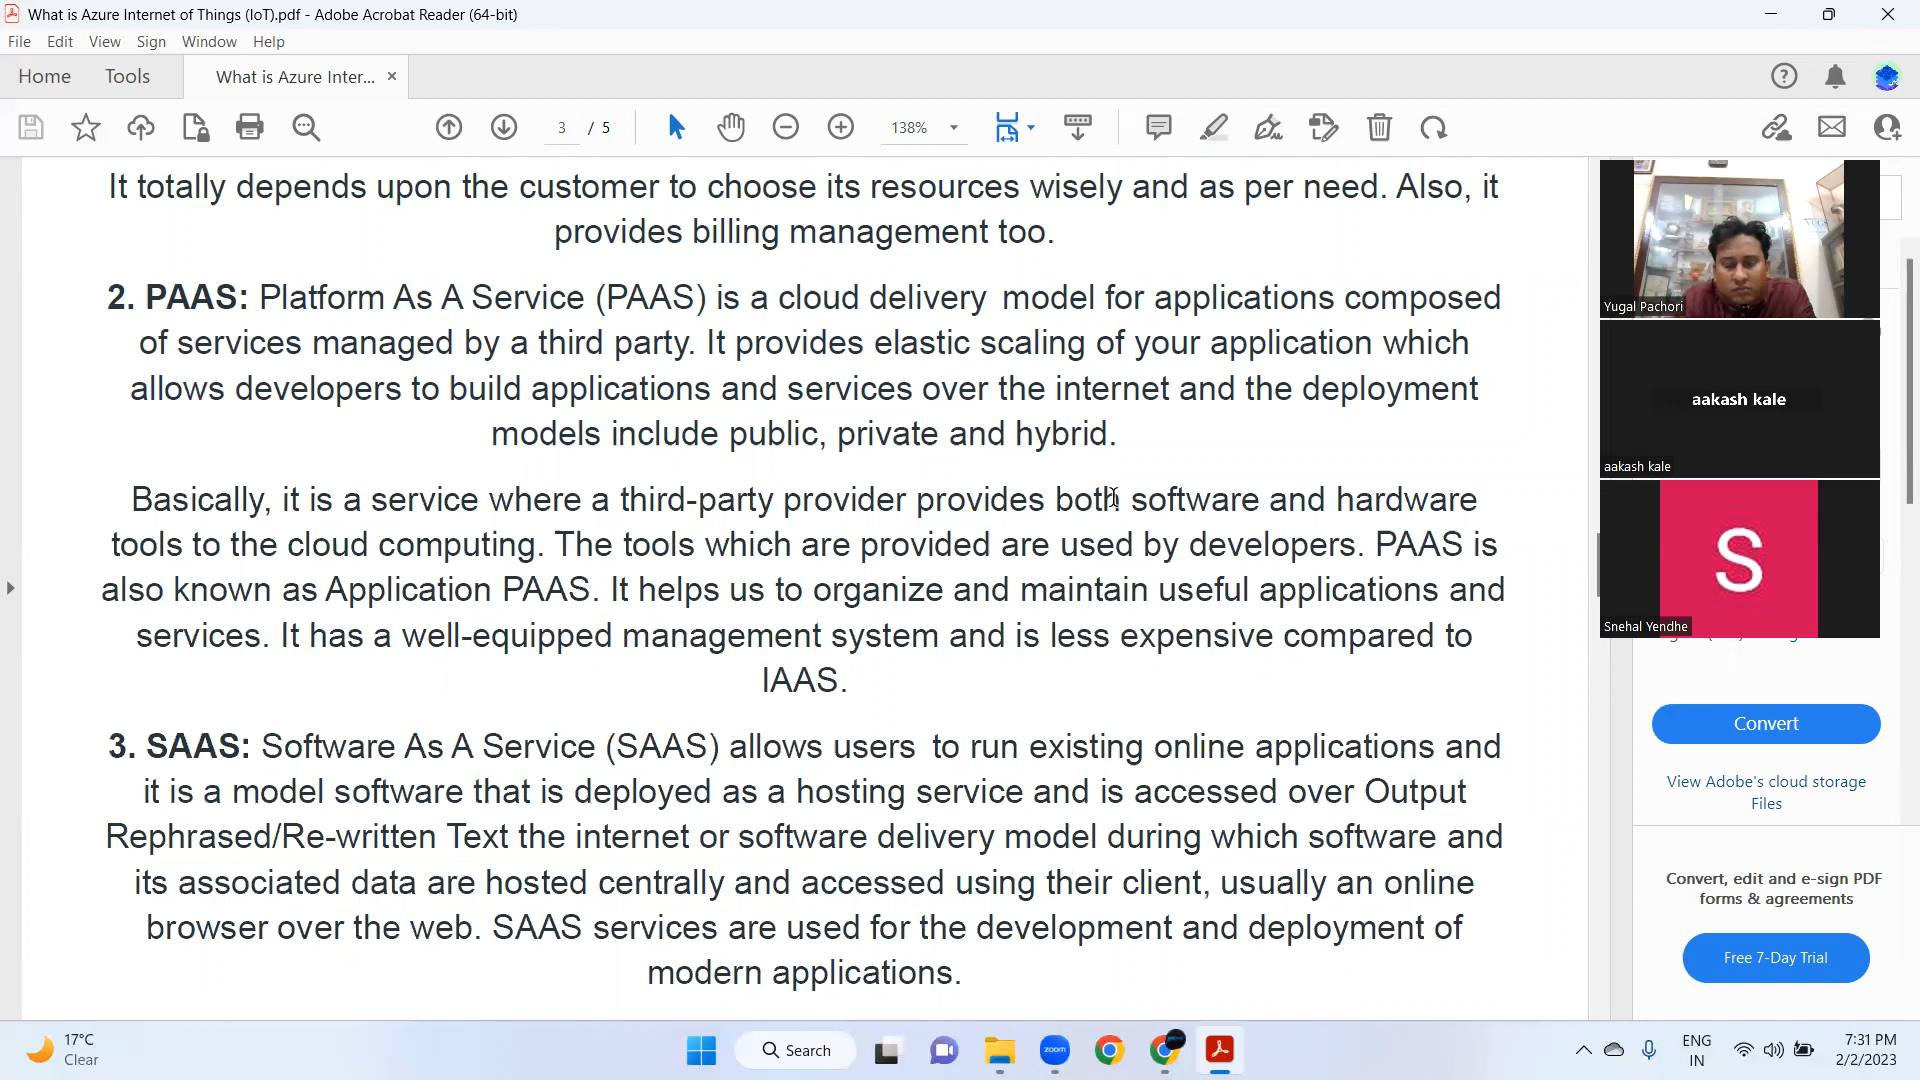 What is Azure Internet of Things (IoT).pdf - Adobe Acrobat Reader (64-bit)
File Edit View Sign Window Help
Home Tools What is Azure Inter... ×
3 / 5 138%
It totally depends upon the customer to choose its resources wisely and as per need. Also, it
provides billing management too.
2. PAAS: Platform As A Service (PAAS) is a cloud delivery model for applications composed
of services managed by a third party. It provides elastic scaling of your application which
allows developers to build applications and services over the internet and the deployment
models include public, private and hybrid.
Basically, it is a service where a third-party provider provides both software and hardware
tools to the cloud computing. The tools which are provided are used by developers. PAAS is
also known as Application PAAS. It helps us to organize and maintain useful applications and
services. It has a well-equipped management system and is less expensive compared to
IAAS.
3. SAAS: Software As A Service (SAAS) allows users to run existing online applications and
it is a model software that is deployed as a hosting service and is accessed over Output
Rephrased/Re-written Text the internet or software delivery model during which software and
its associated data are hosted centrally and accessed using their client, usually an online
browser over the web. SAAS services are used for the development and deployment of
modern applications.
Yugal Pachori
aakash kale
aakash kale
S
Snehal Yendhe
Convert
View Adobe's cloud storage
Files
Convert, edit and e-sign PDF
forms & agreements
Free 7-Day Trial
17°C
Clear
Search
zoom
ENG
IN
7:31 PM
2/2/2023